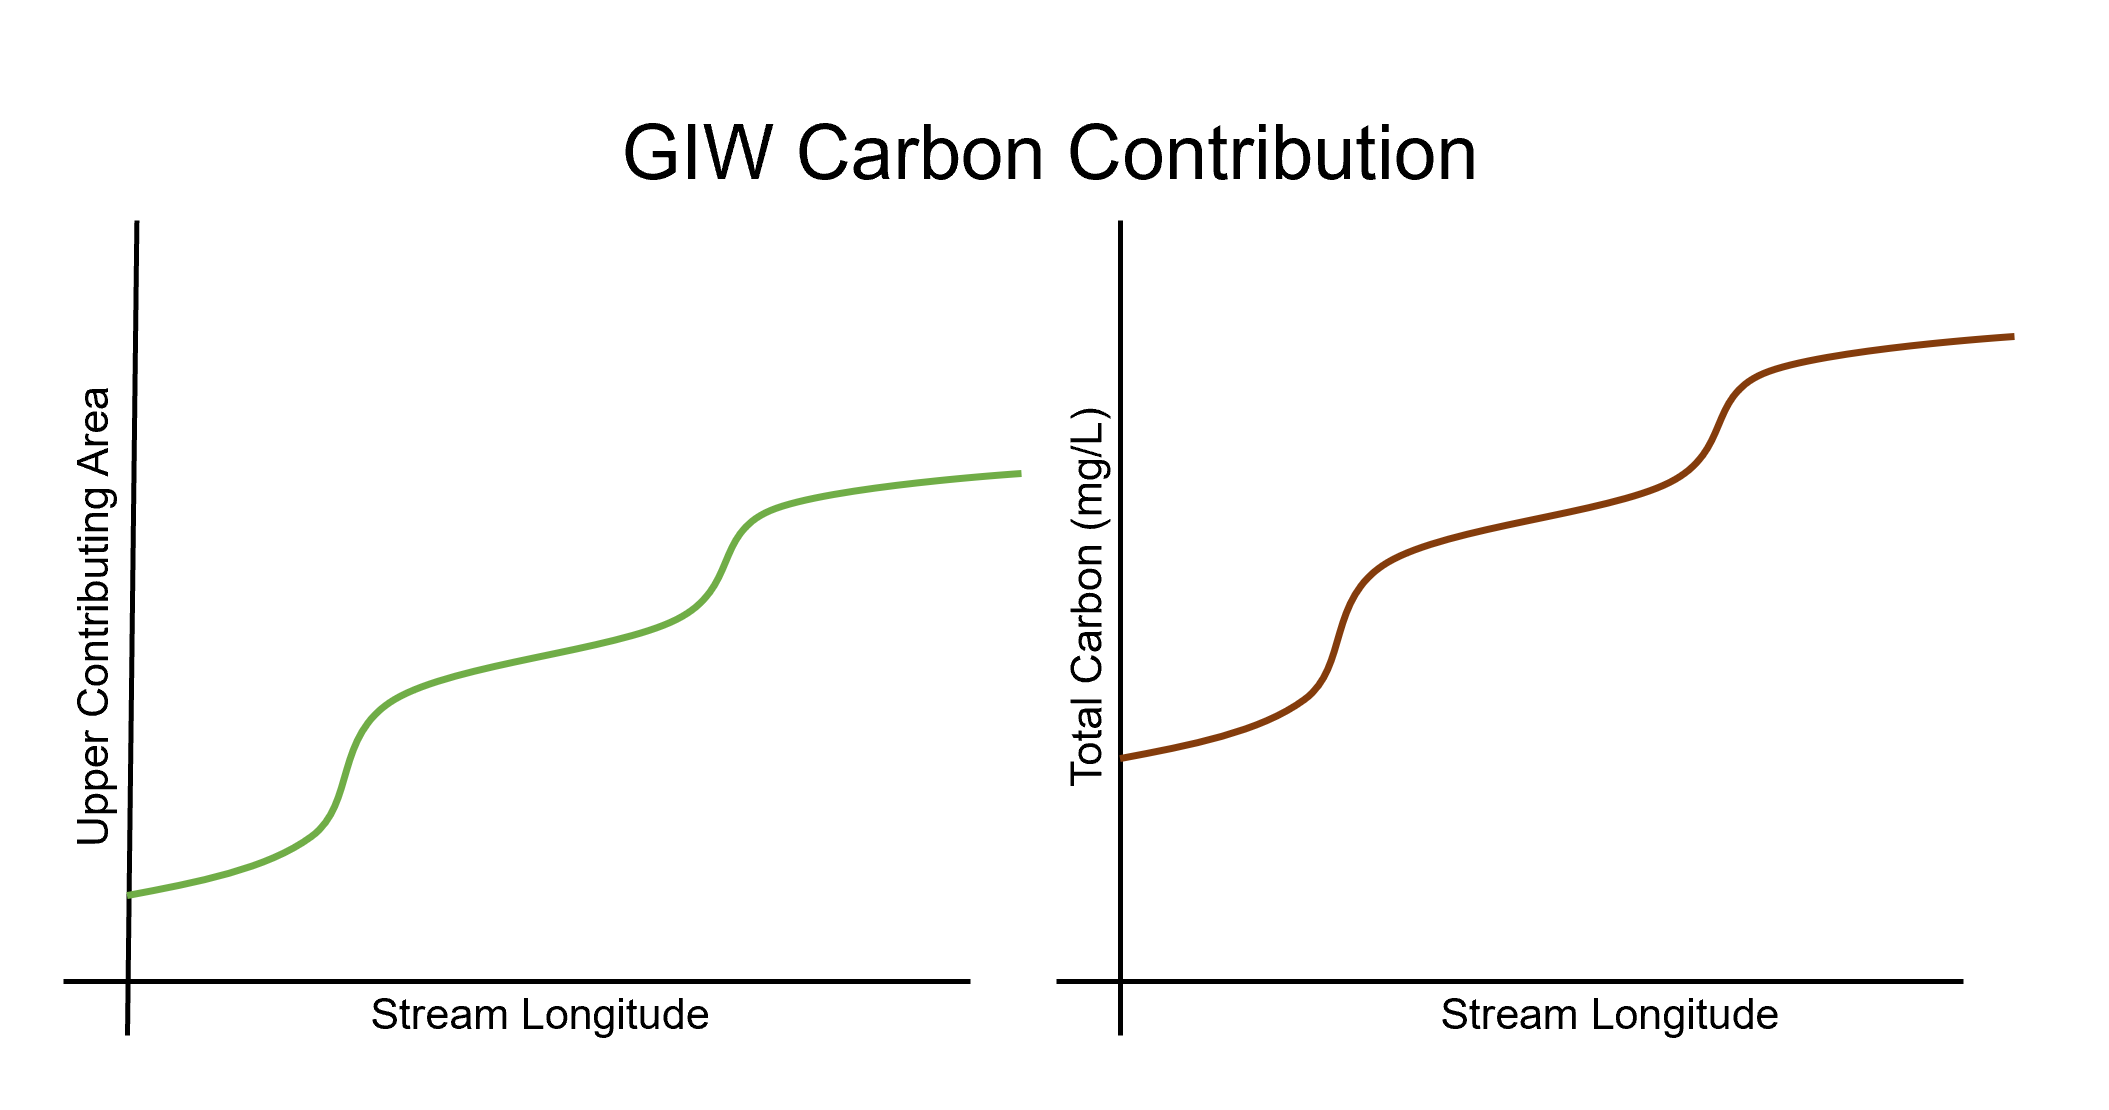 GIW Carbon Contribution
Upper Contributing Area
Stream Longitude
Total Carbon (mg/L)
Stream Longitude